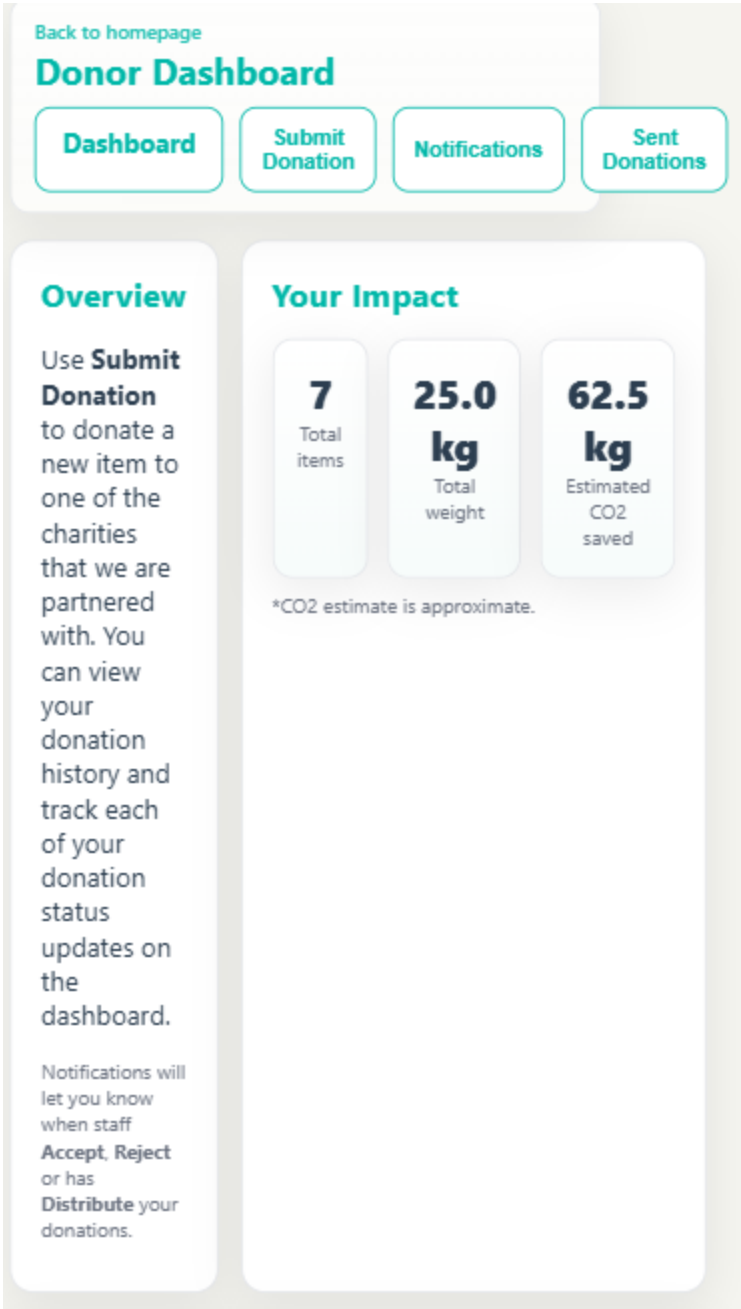 Back to homepage
Donor Dashboard
Dashboard
Submit
Donation
Notifications
Sent
Donations
Overview
Use Submit
Donation
to donate a
new item to
one of the
charities
that we are
partnered
with. You
can view
your
donation
history and
track each
of your
donation
status
updates on
the
dashboard.
Notifications will
let you know
when staff
Accept, Reject
or has
Distribute your
donations.
Your Impact
7
Total
items
25.0
kg
Total
weight
62.5
kg
Estimated
CO2
saved
*CO2 estimate is approximate.